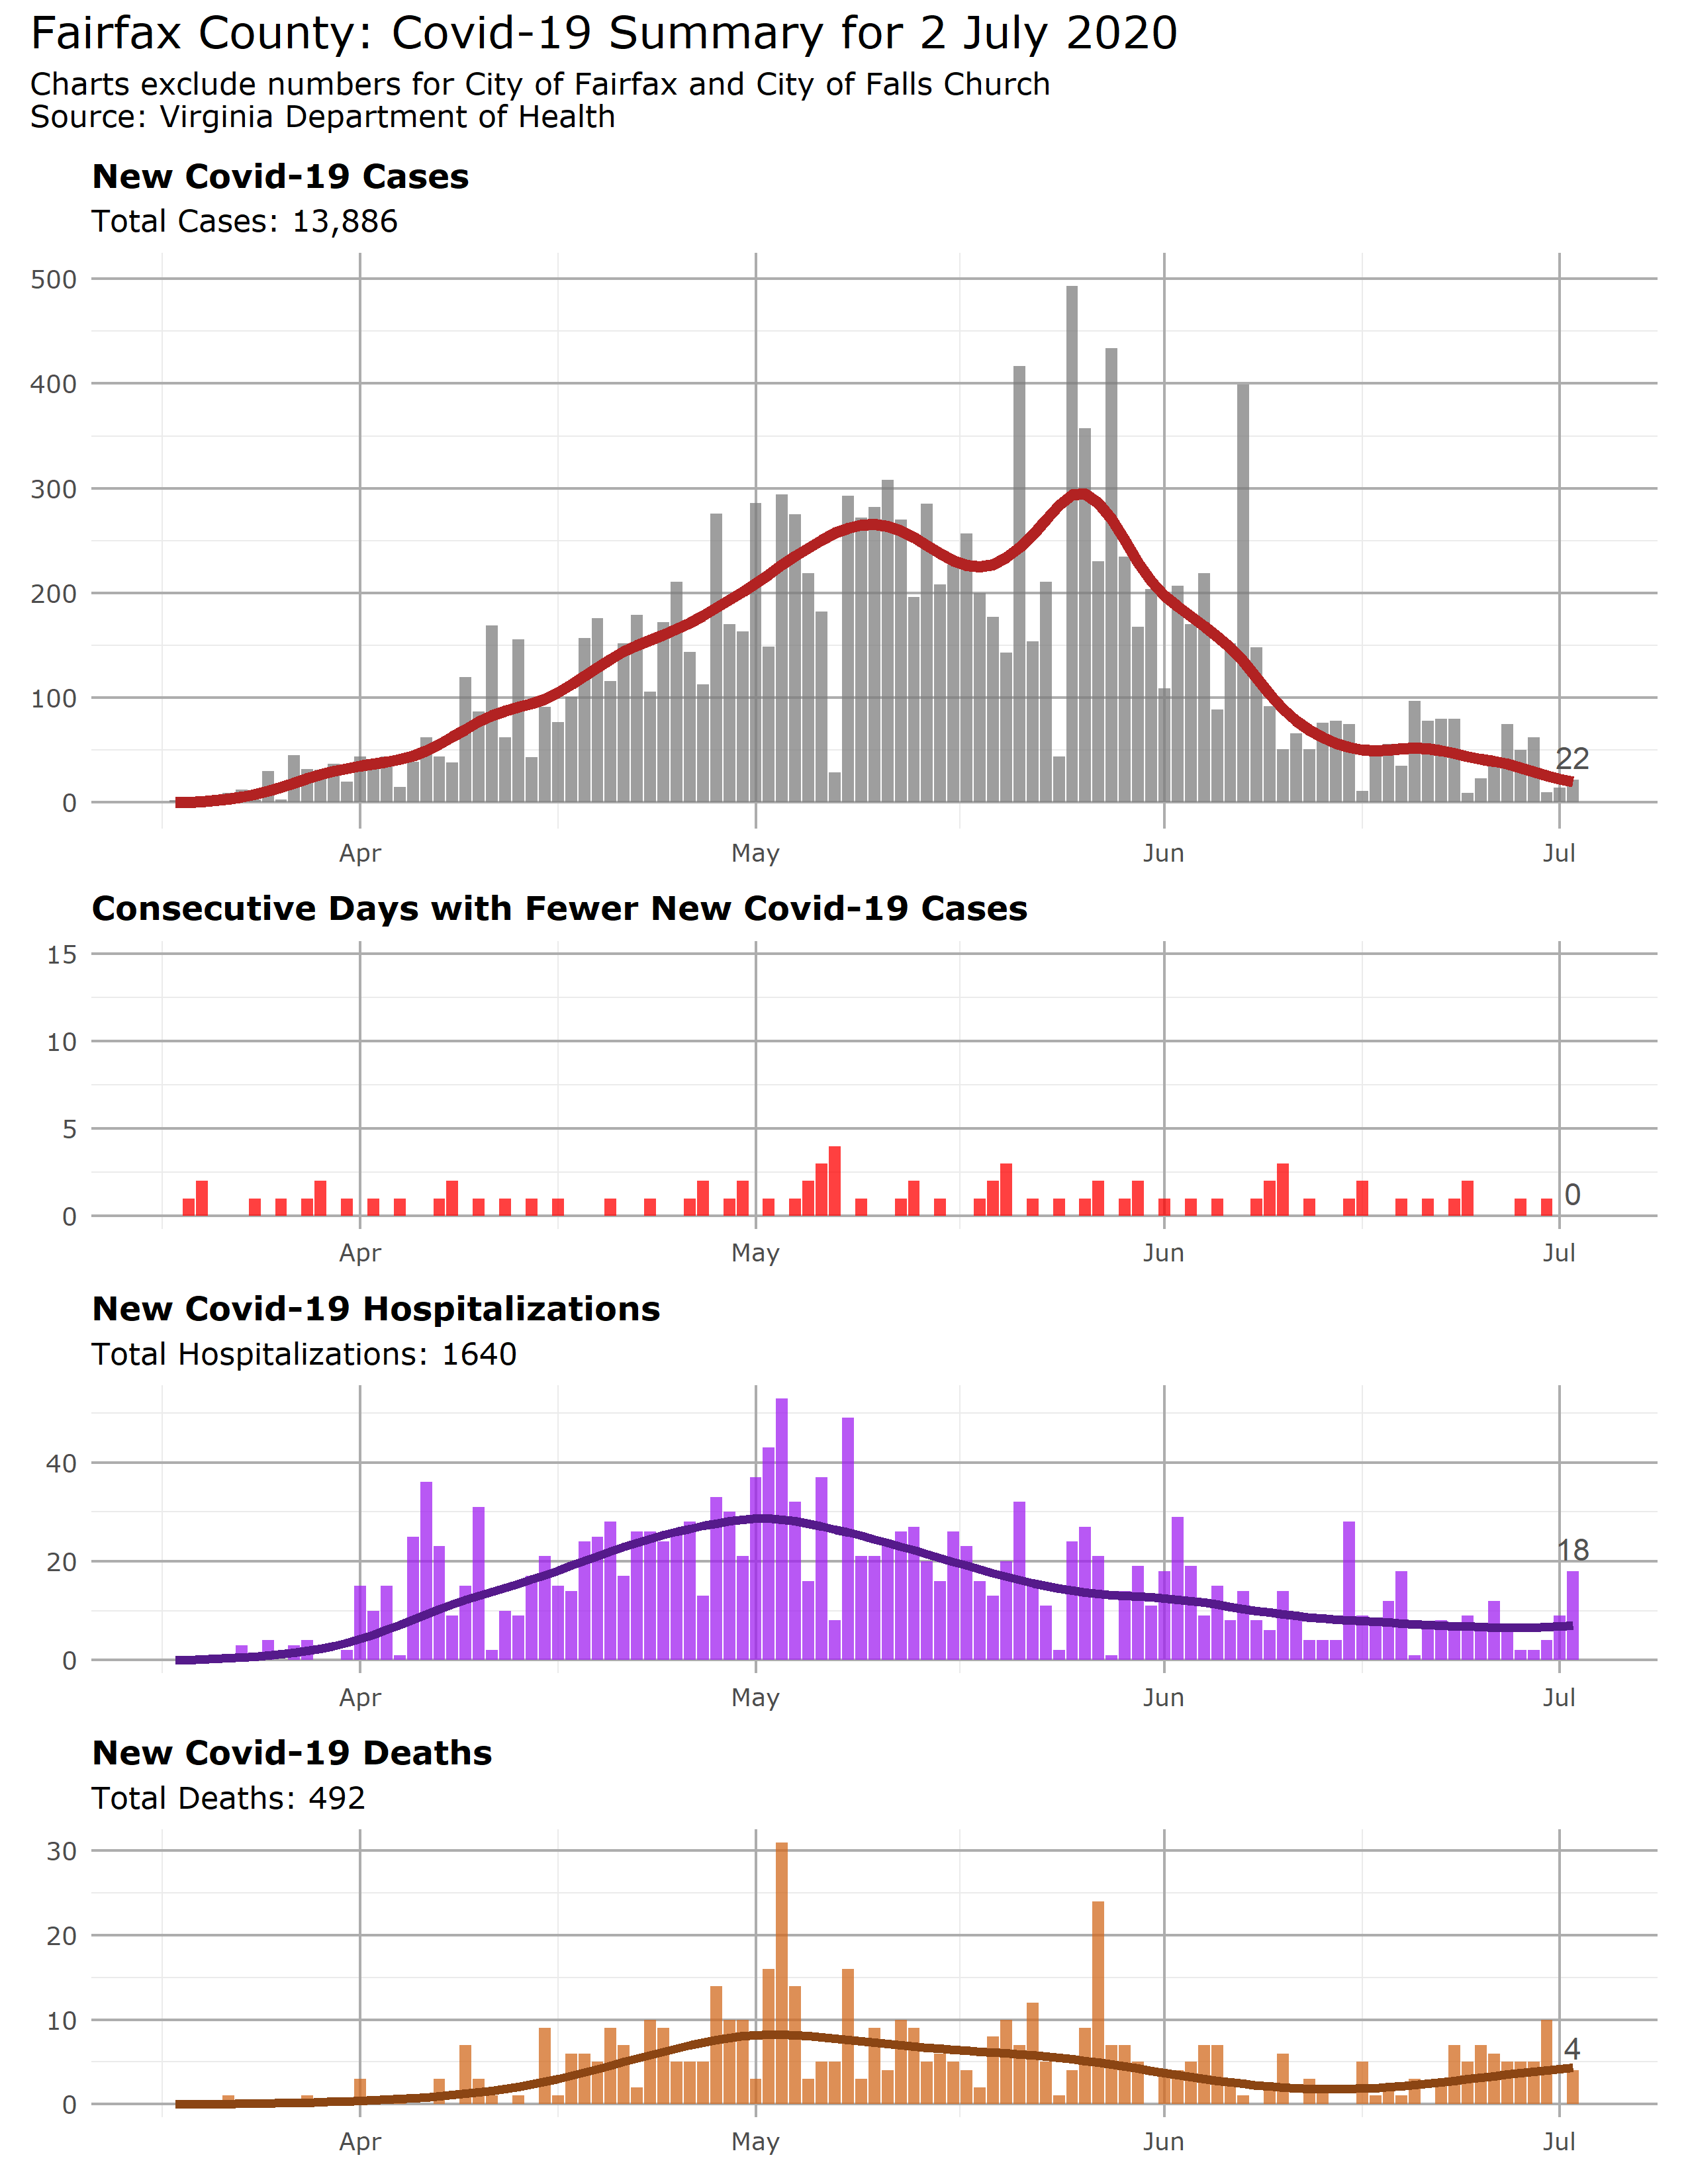 Fairfax County: Covid-19 Summary for 2 July 2020
Charts exclude numbers for City of Fairfax and City of Falls Church
Source: Virginia Department of Health
New Covid-19 Cases
Total Cases: 13,886
500
400
300
200
100
0
22
Apr May Jun Jul
Consecutive Days with Fewer New Covid-19 Cases
15
10
5
0
0
Apr May Jun Jul
New Covid-19 Hospitalizations
Total Hospitalizations: 1640
40
20
0
18
Apr May Jun Jul
New Covid-19 Deaths
Total Deaths: 492
30
20
10
0
4
Apr May Jun Jul